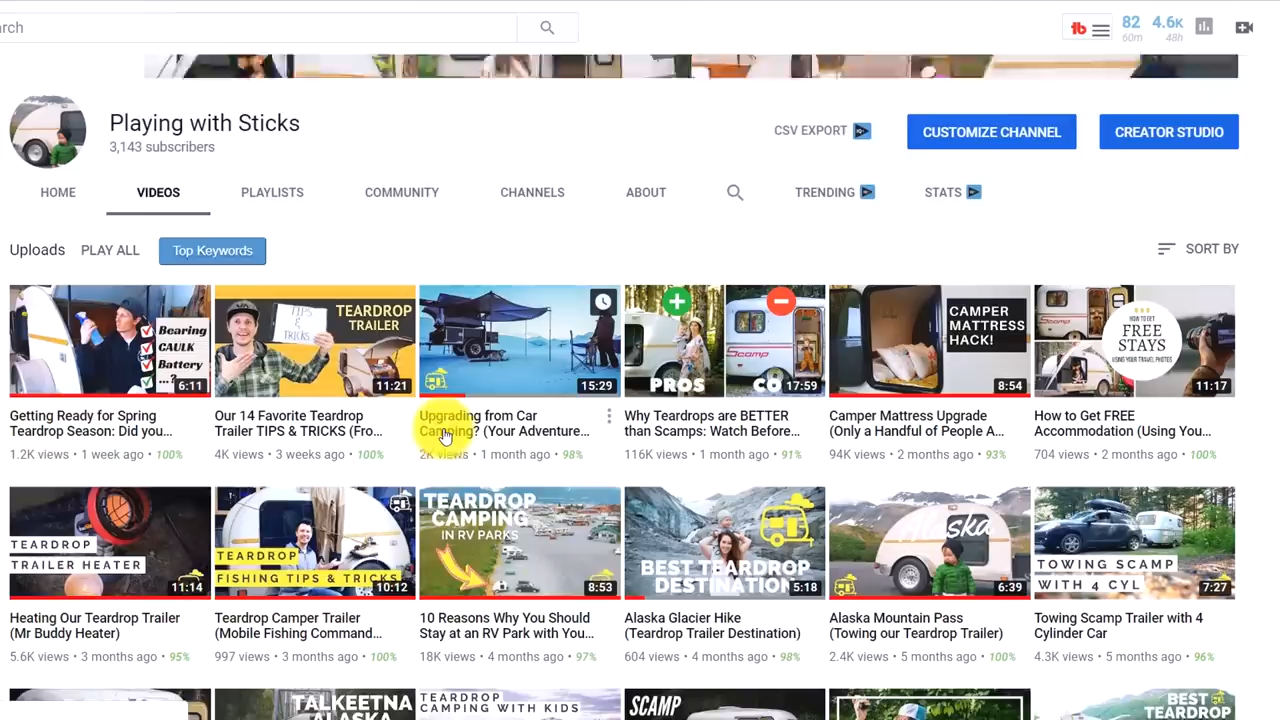 rch
82
60m
4.6K
48h
Playing with Sticks
3,143 subscribers
CSV EXPORT
CUSTOMIZE CHANNEL
CREATOR STUDIO
HOME
VIDEOS
PLAYLISTS
COMMUNITY
CHANNELS
ABOUT
TRENDING
STATS
Uploads
PLAY ALL
Top Keywords
SORT BY
Bearing
CAULK
Battery
...?
6:11
Getting Ready for Spring
Teardrop Season: Did you...
1.2K views • 1 week ago • 100%
TIPS
&
TRICKS
TEARDROP
TRAILER
11:21
Our 14 Favorite Teardrop
Trailer TIPS & TRICKS (Fro...
4K views • 3 weeks ago • 100%
15:29
Upgrading from Car
Camping? (Your Adventure...
2K views • 1 month ago • 98%
Scamp
PROS
CO
17:59
Why Teardrops are BETTER
than Scamps: Watch Before...
116K views • 1 month ago • 91%
CAMPER
MATTRESS
HACK!
8:54
Camper Mattress Upgrade
(Only a Handful of People A...
94K views • 2 months ago • 93%
Scamp
HOW TO GET
FREE
STAYS
USING YOUR TRAVEL PHOTOS
11:17
How to Get FREE
Accommodation (Using You...
704 views • 2 months ago • 100%
TEARDROP
TRAILER HEATER
11:14
Heating Our Teardrop Trailer
(Mr Buddy Heater)
5.6K views • 3 months ago • 95%
TEARDROP
FISHING TIPS & TRICKS
10:12
Teardrop Camper Trailer
(Mobile Fishing Command...
997 views • 3 months ago • 100%
TEARDROP
CAMPING
IN RV PARKS
8:53
10 Reasons Why You Should
Stay at an RV Park with You...
18K views • 4 months ago • 97%
BEST TEARDROP
DESTINATION
5:18
Alaska Glacier Hike
(Teardrop Trailer Destination)
604 views • 4 months ago • 98%
Alaska
6:39
Alaska Mountain Pass
(Towing our Teardrop Trailer)
2.4K views • 5 months ago • 100%
TOWING SCAMP
WITH 4 CYL
7:27
Towing Scamp Trailer with 4
Cylinder Car
4.3K views • 5 months ago • 96%
TALKEETNA
ALASKA
TEARDROP
CAMPING WITH KIDS
SCAMP
BEST
TEARDROP